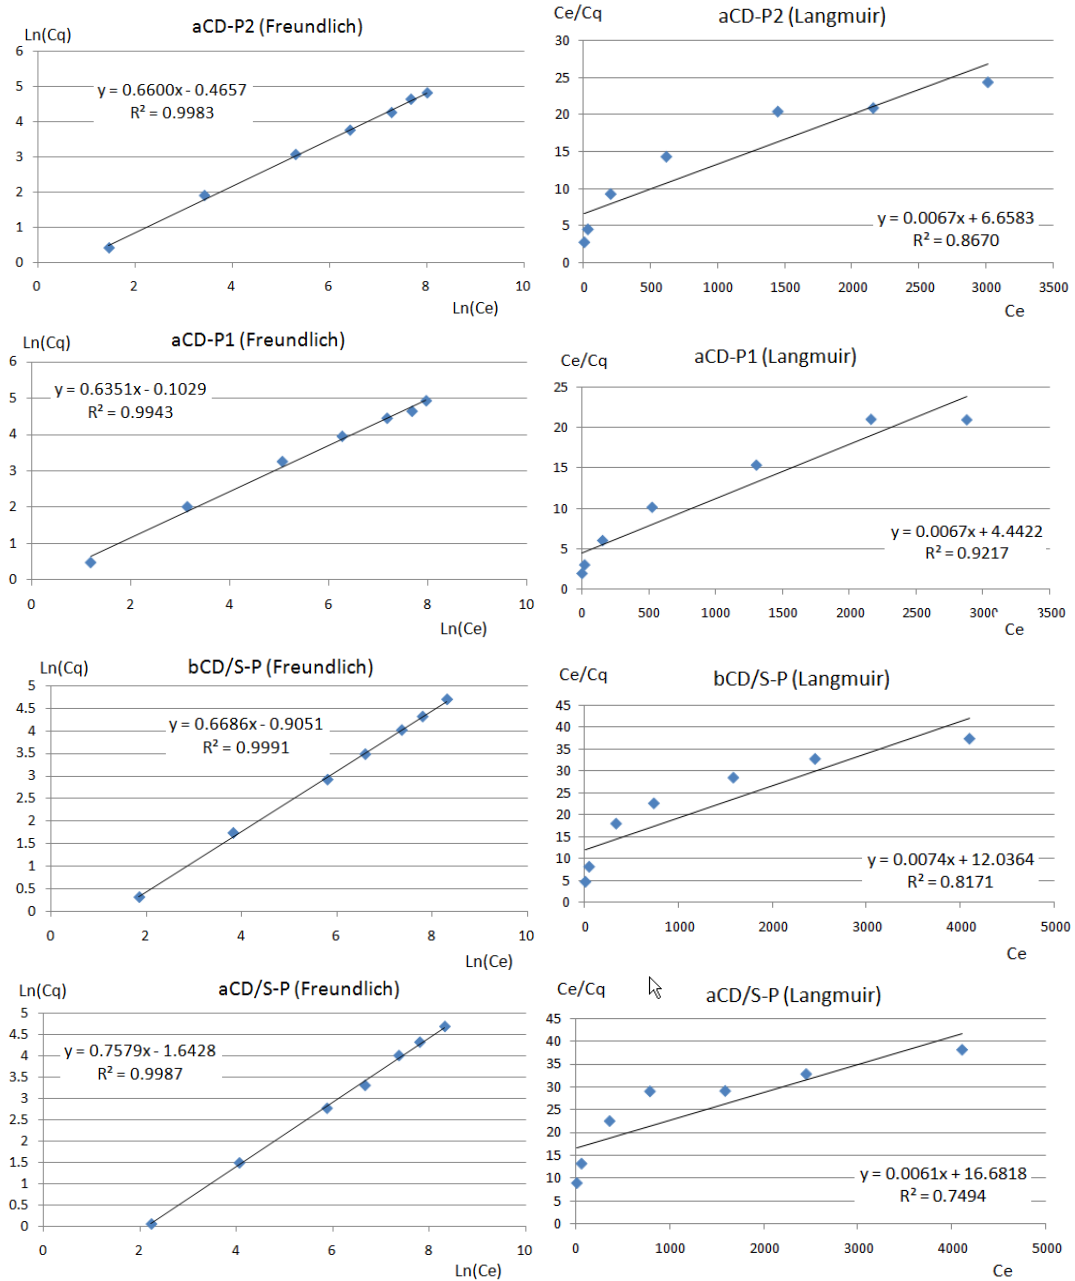 aCD-P2 (Freundlich)
Ln(Cq)
6
5
4
3
2
1
0
y = 0.6600x - 0.4657
R² = 0.9983
0 2 4 6 8 10
Ln(Ce)
aCD-P2 (Langmuir)
Ce/Cq
30
25
20
15
10
5
0
y = 0.0067x + 6.6583
R² = 0.8670
0 500 1000 1500 2000 2500 3000 3500
Ce
aCD-P1 (Freundlich)
Ln(Cq)
6
5
4
3
2
1
0
y = 0.6351x - 0.1029
R² = 0.9943
0 2 4 6 8 10
Ln(Ce)
aCD-P1 (Langmuir)
Ce/Cq
25
20
15
10
5
0
y = 0.0067x + 4.4422
R² = 0.9217
0 500 1000 1500 2000 2500 3000 3500
Ce
bCD/S-P (Freundlich)
Ln(Cq)
5
4.5
4
3.5
3
2.5
2
1.5
1
0.5
0
y = 0.6686x - 0.9051
R² = 0.9991
0 2 4 6 8 10
Ln(Ce)
bCD/S-P (Langmuir)
Ce/Cq
45
40
35
30
25
20
15
10
5
0
y = 0.0074x + 12.0364
R² = 0.8171
0 1000 2000 3000 4000 5000
Ce
aCD/S-P (Freundlich)
Ln(Cq)
5
4.5
4
3.5
3
2.5
2
1.5
1
0.5
0
y = 0.7579x - 1.6428
R² = 0.9987
0 2 4 6 8 10
Ln(Ce)
aCD/S-P (Langmuir)
Ce/Cq
45
40
35
30
25
20
15
10
5
0
y = 0.0061x + 16.6818
R² = 0.7494
0 1000 2000 3000 4000 5000
Ce